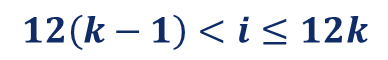 12(k − 1) < i ≤ 12k